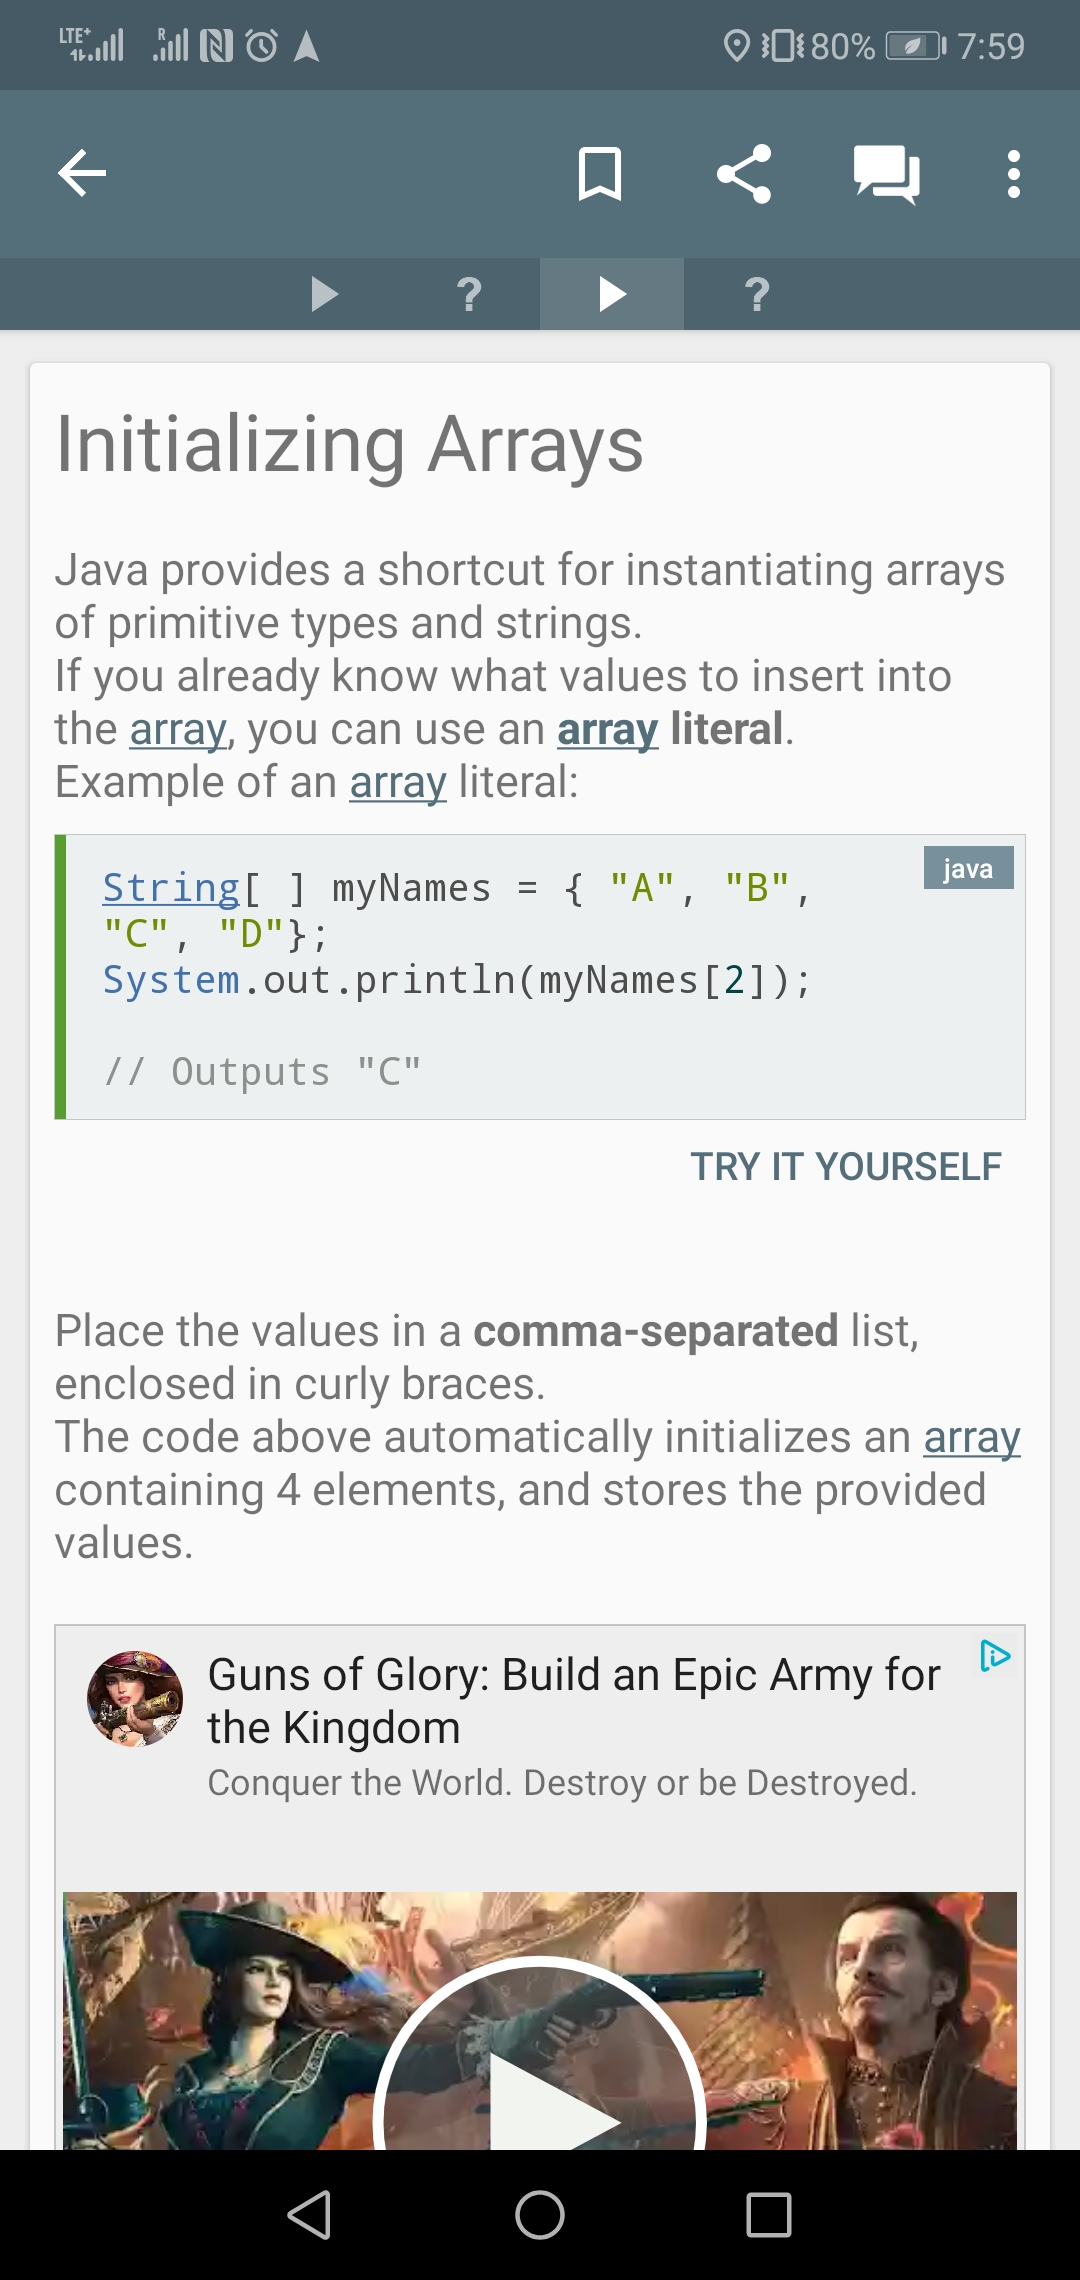 LTE+ R 80% 7:59
? ?
Initializing Arrays
Java provides a shortcut for instantiating arrays
of primitive types and strings.
If you already know what values to insert into
the array, you can use an array literal.
Example of an array literal:
java
String[ ] myNames = { "A", "B",
"C", "D"};
System.out.println(myNames[2]);
// Outputs "C"
TRY IT YOURSELF
Place the values in a comma-separated list,
enclosed in curly braces.
The code above automatically initializes an array
containing 4 elements, and stores the provided
values.
Guns of Glory: Build an Epic Army for
the Kingdom
Conquer the World. Destroy or be Destroyed.